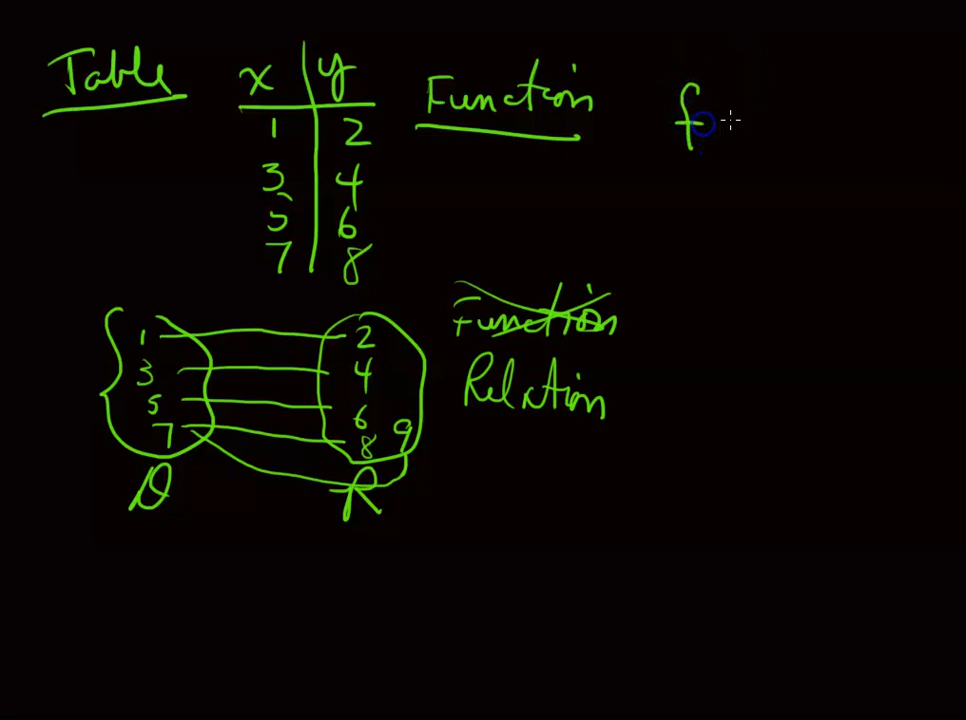 Table x y Function f
1 2
3 4
5 6
7 8
1 2
3 4
5 6
7 8 9
D R
Function
Relation